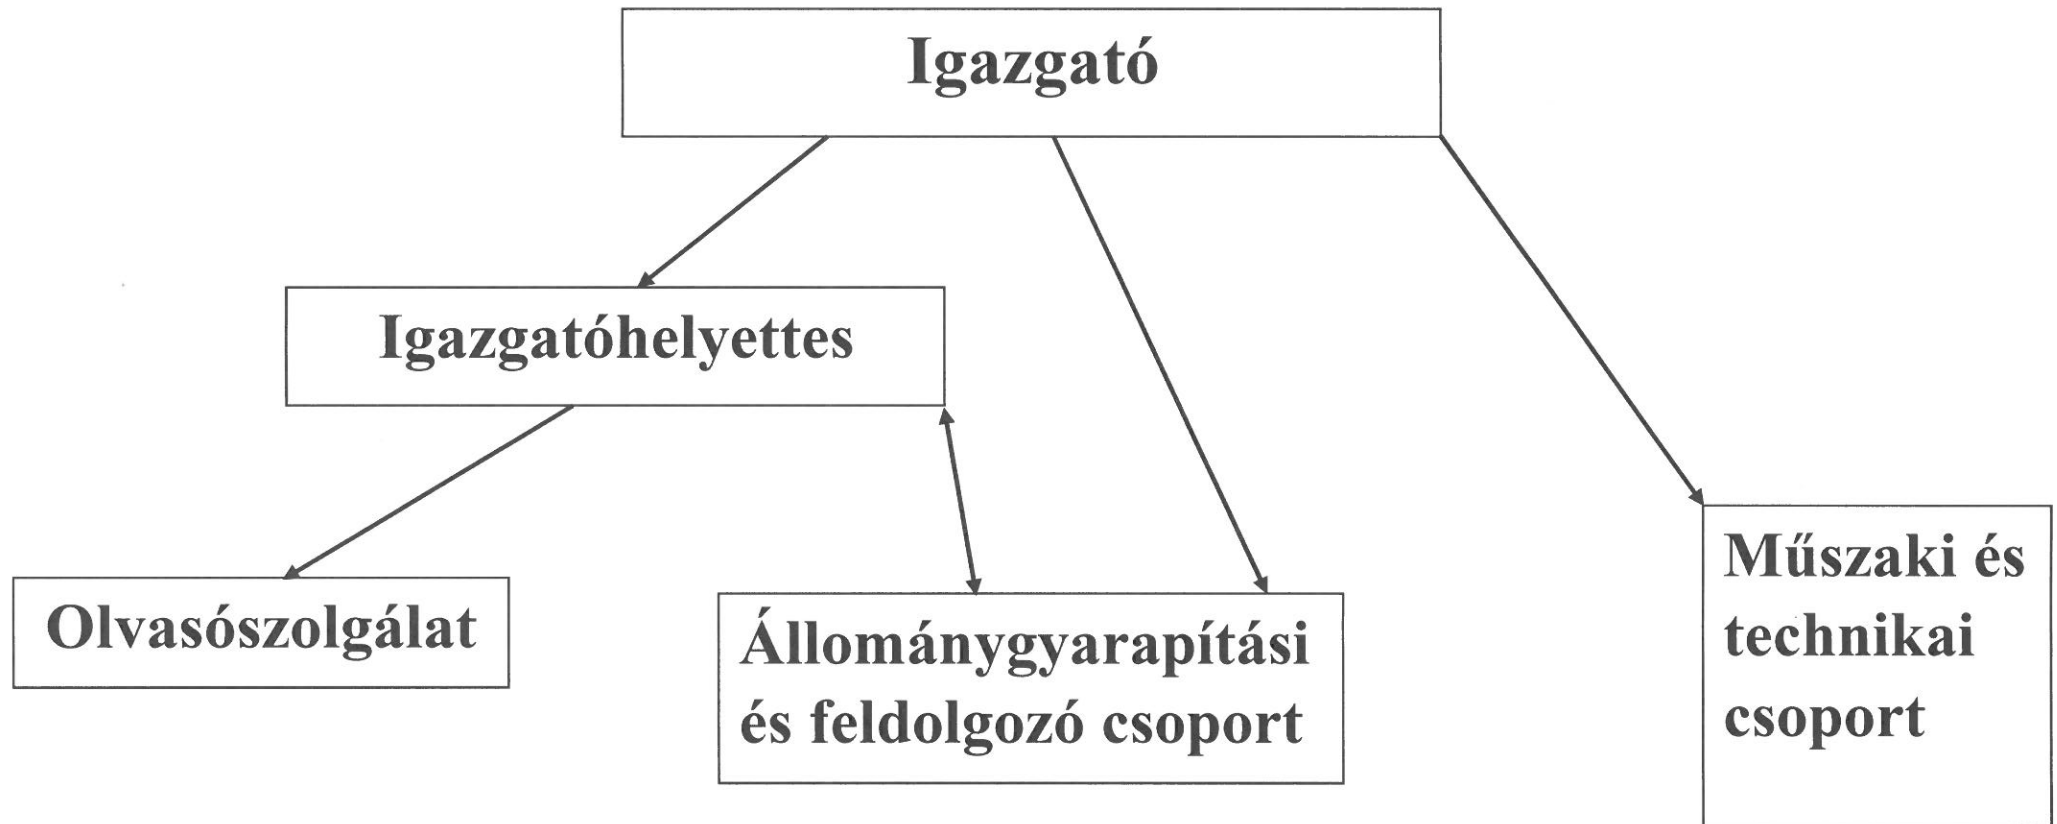 Igazgató
Igazgatóhelyettes
Olvasószolgálat
Állománygyarapítási
és feldolgozó csoport
Műszaki és
technikai
csoport